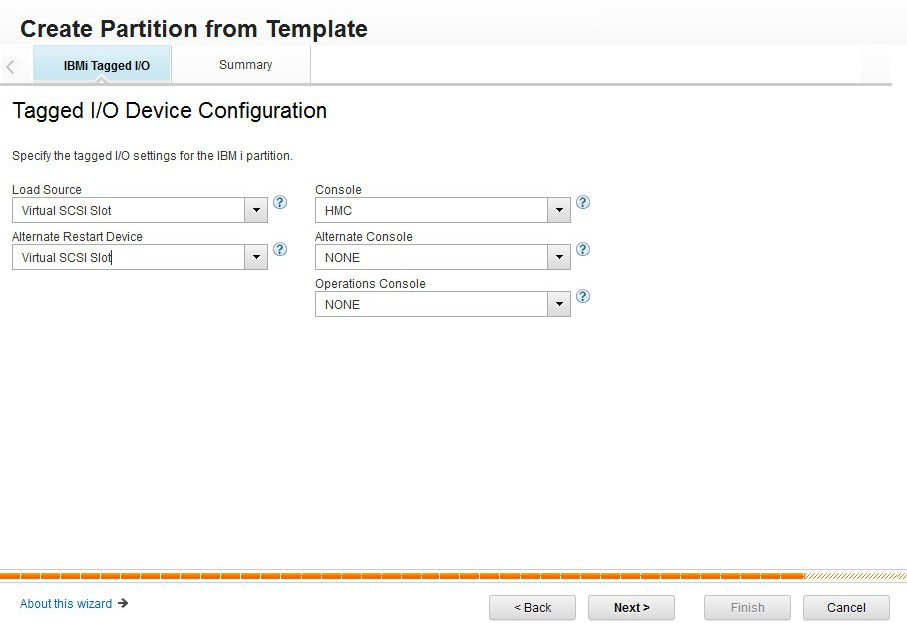 Create Partition from Template
IBMi Tagged I/O
Summary
Tagged I/O Device Configuration
Specify the tagged I/O settings for the IBM i partition.
Load Source
Virtual SCSI Slot
?
Alternate Restart Device
Virtual SCSI Slot
?
Console
HMC
?
Alternate Console
NONE
?
Operations Console
NONE
?
About this wizard
< Back
Next >
Finish
Cancel